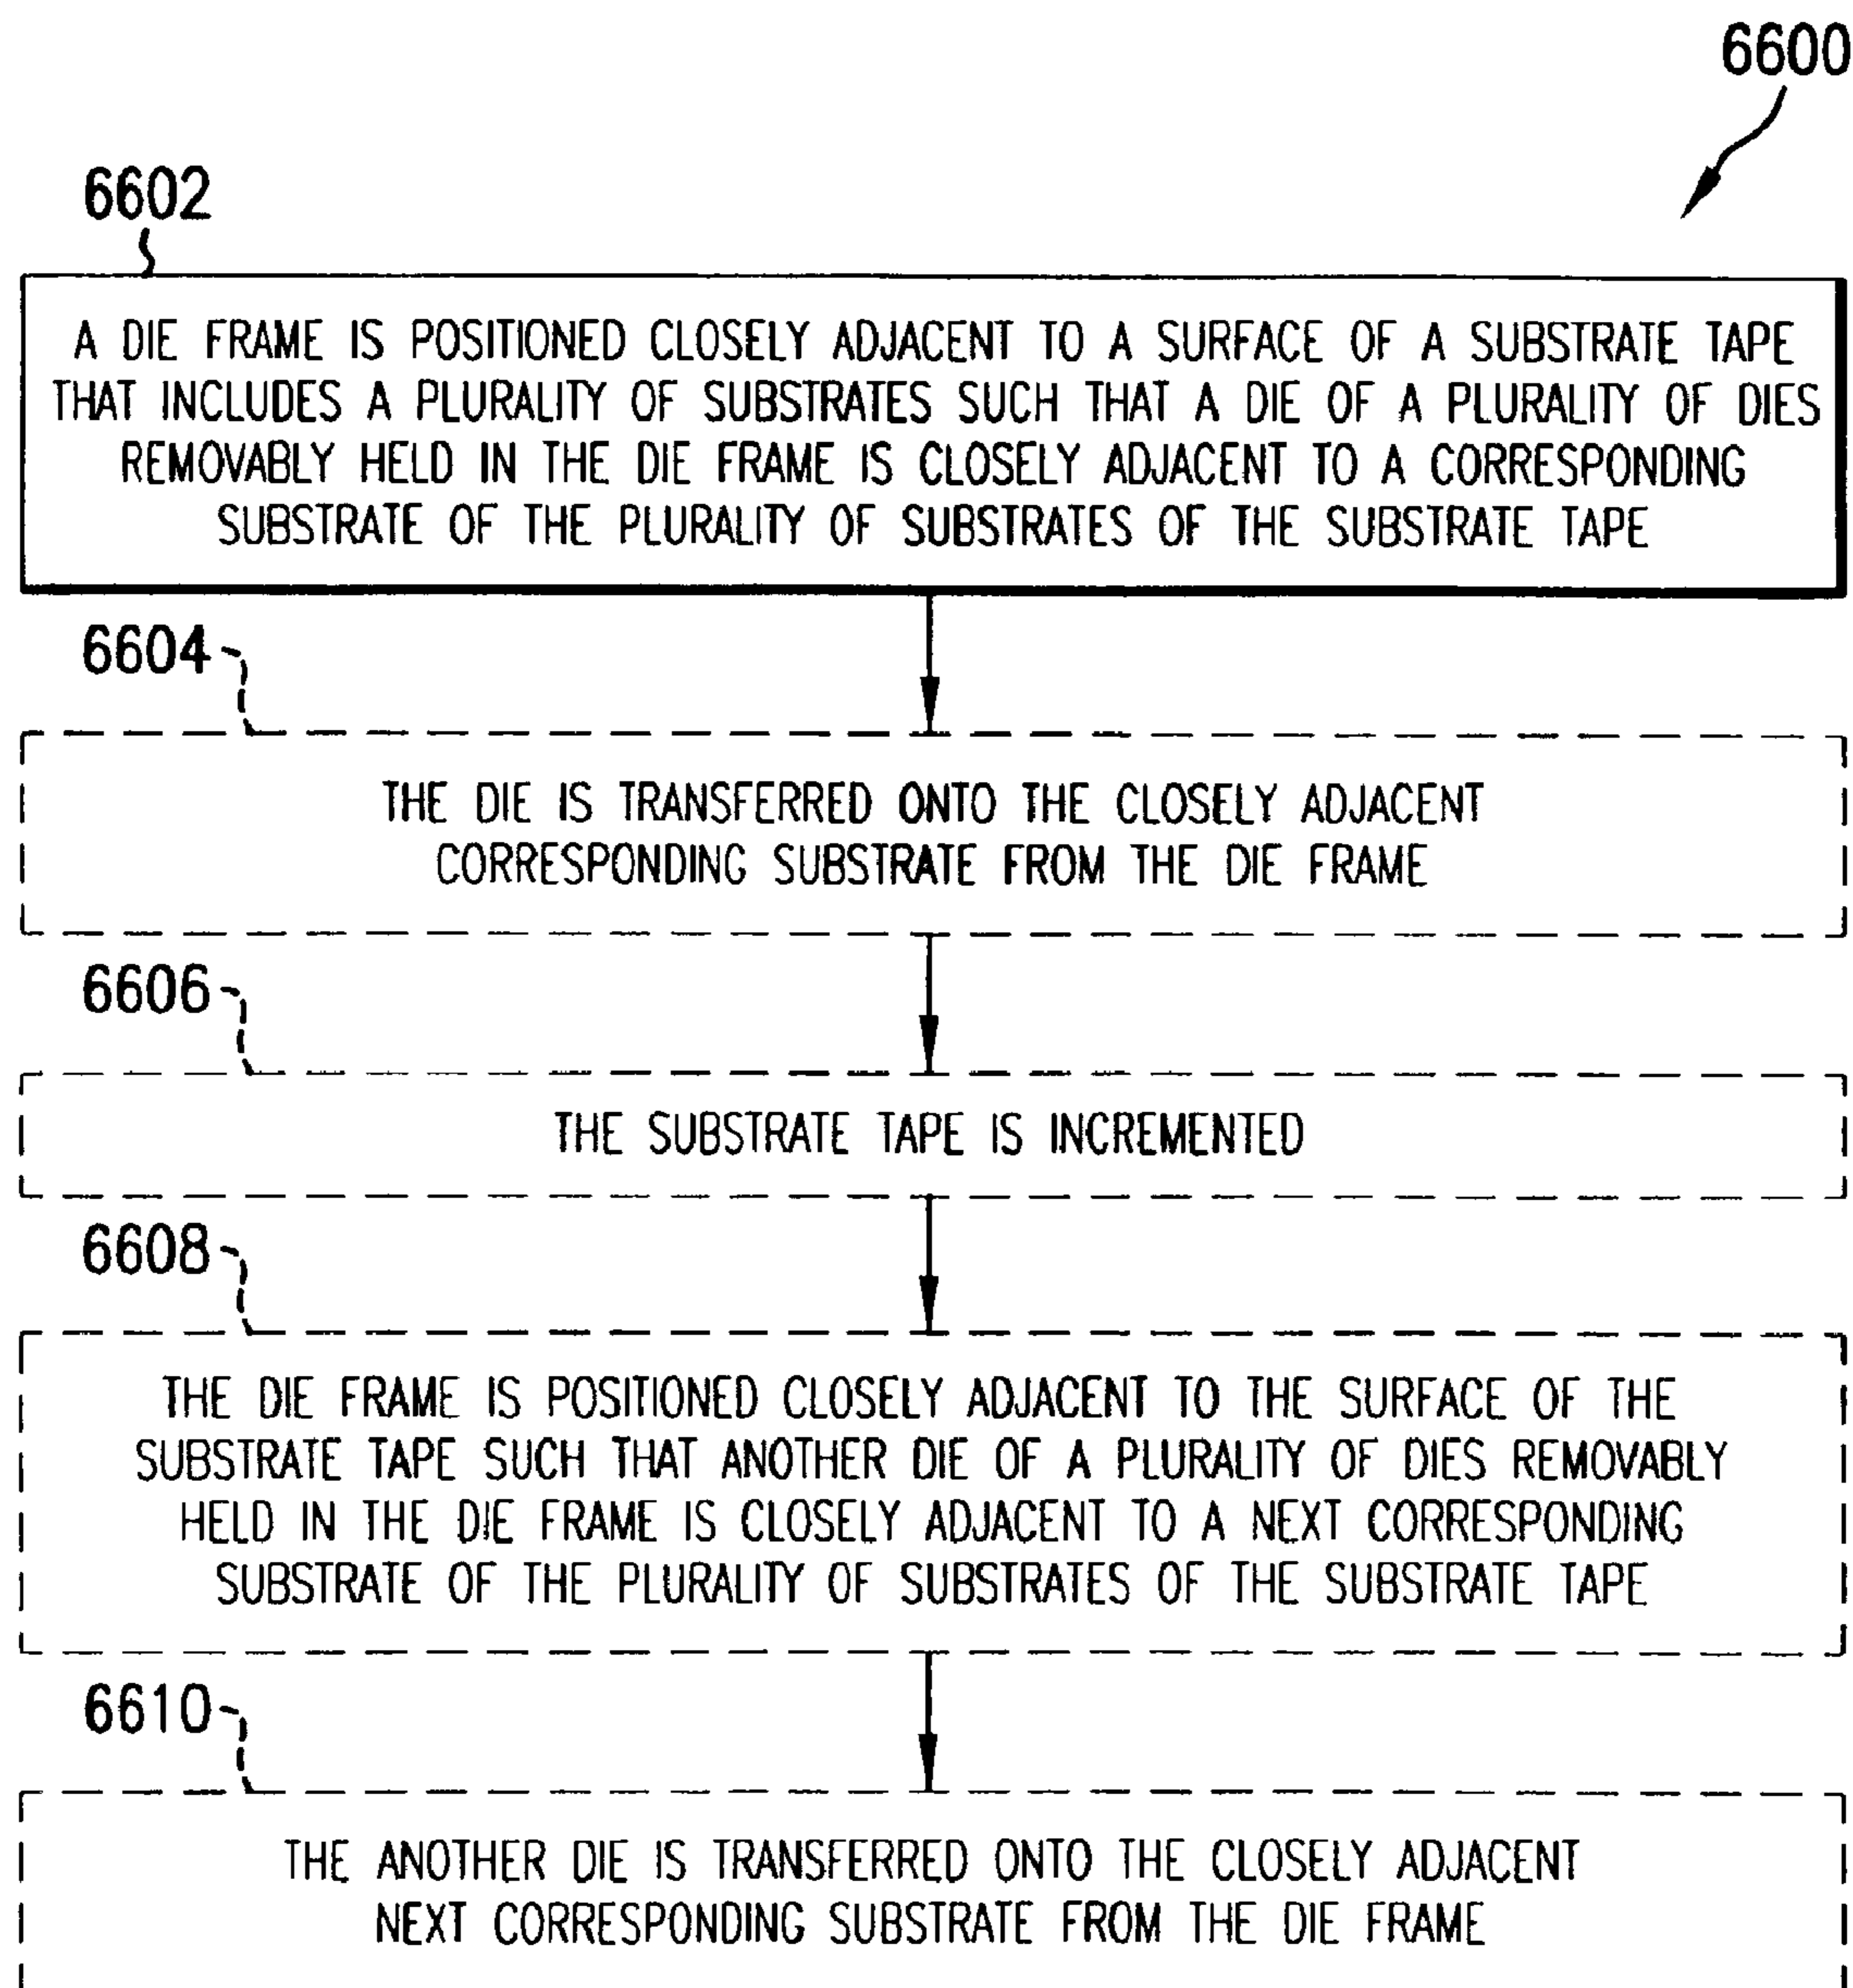 6600
6602
A DIE FRAME IS POSITIONED CLOSELY ADJACENT TO A SURFACE OF A SUBSTRATE TAPE
THAT INCLUDES A PLURALITY OF SUBSTRATES SUCH THAT A DIE OF A PLURALITY OF DIES
REMOVABLY HELD IN THE DIE FRAME IS CLOSELY ADJACENT TO A CORRESPONDING
SUBSTRATE OF THE PLURALITY OF SUBSTRATES OF THE SUBSTRATE TAPE
6604
THE DIE IS TRANSFERRED ONTO THE CLOSELY ADJACENT
CORRESPONDING SUBSTRATE FROM THE DIE FRAME
6606
THE SUBSTRATE TAPE IS INCREMENTED
6608
THE DIE FRAME IS POSITIONED CLOSELY ADJACENT TO THE SURFACE OF THE
SUBSTRATE TAPE SUCH THAT ANOTHER DIE OF A PLURALITY OF DIES REMOVABLY
HELD IN THE DIE FRAME IS CLOSELY ADJACENT TO A NEXT CORRESPONDING
SUBSTRATE OF THE PLURALITY OF SUBSTRATES OF THE SUBSTRATE TAPE
6610
THE ANOTHER DIE IS TRANSFERRED ONTO THE CLOSELY ADJACENT
NEXT CORRESPONDING SUBSTRATE FROM THE DIE FRAME